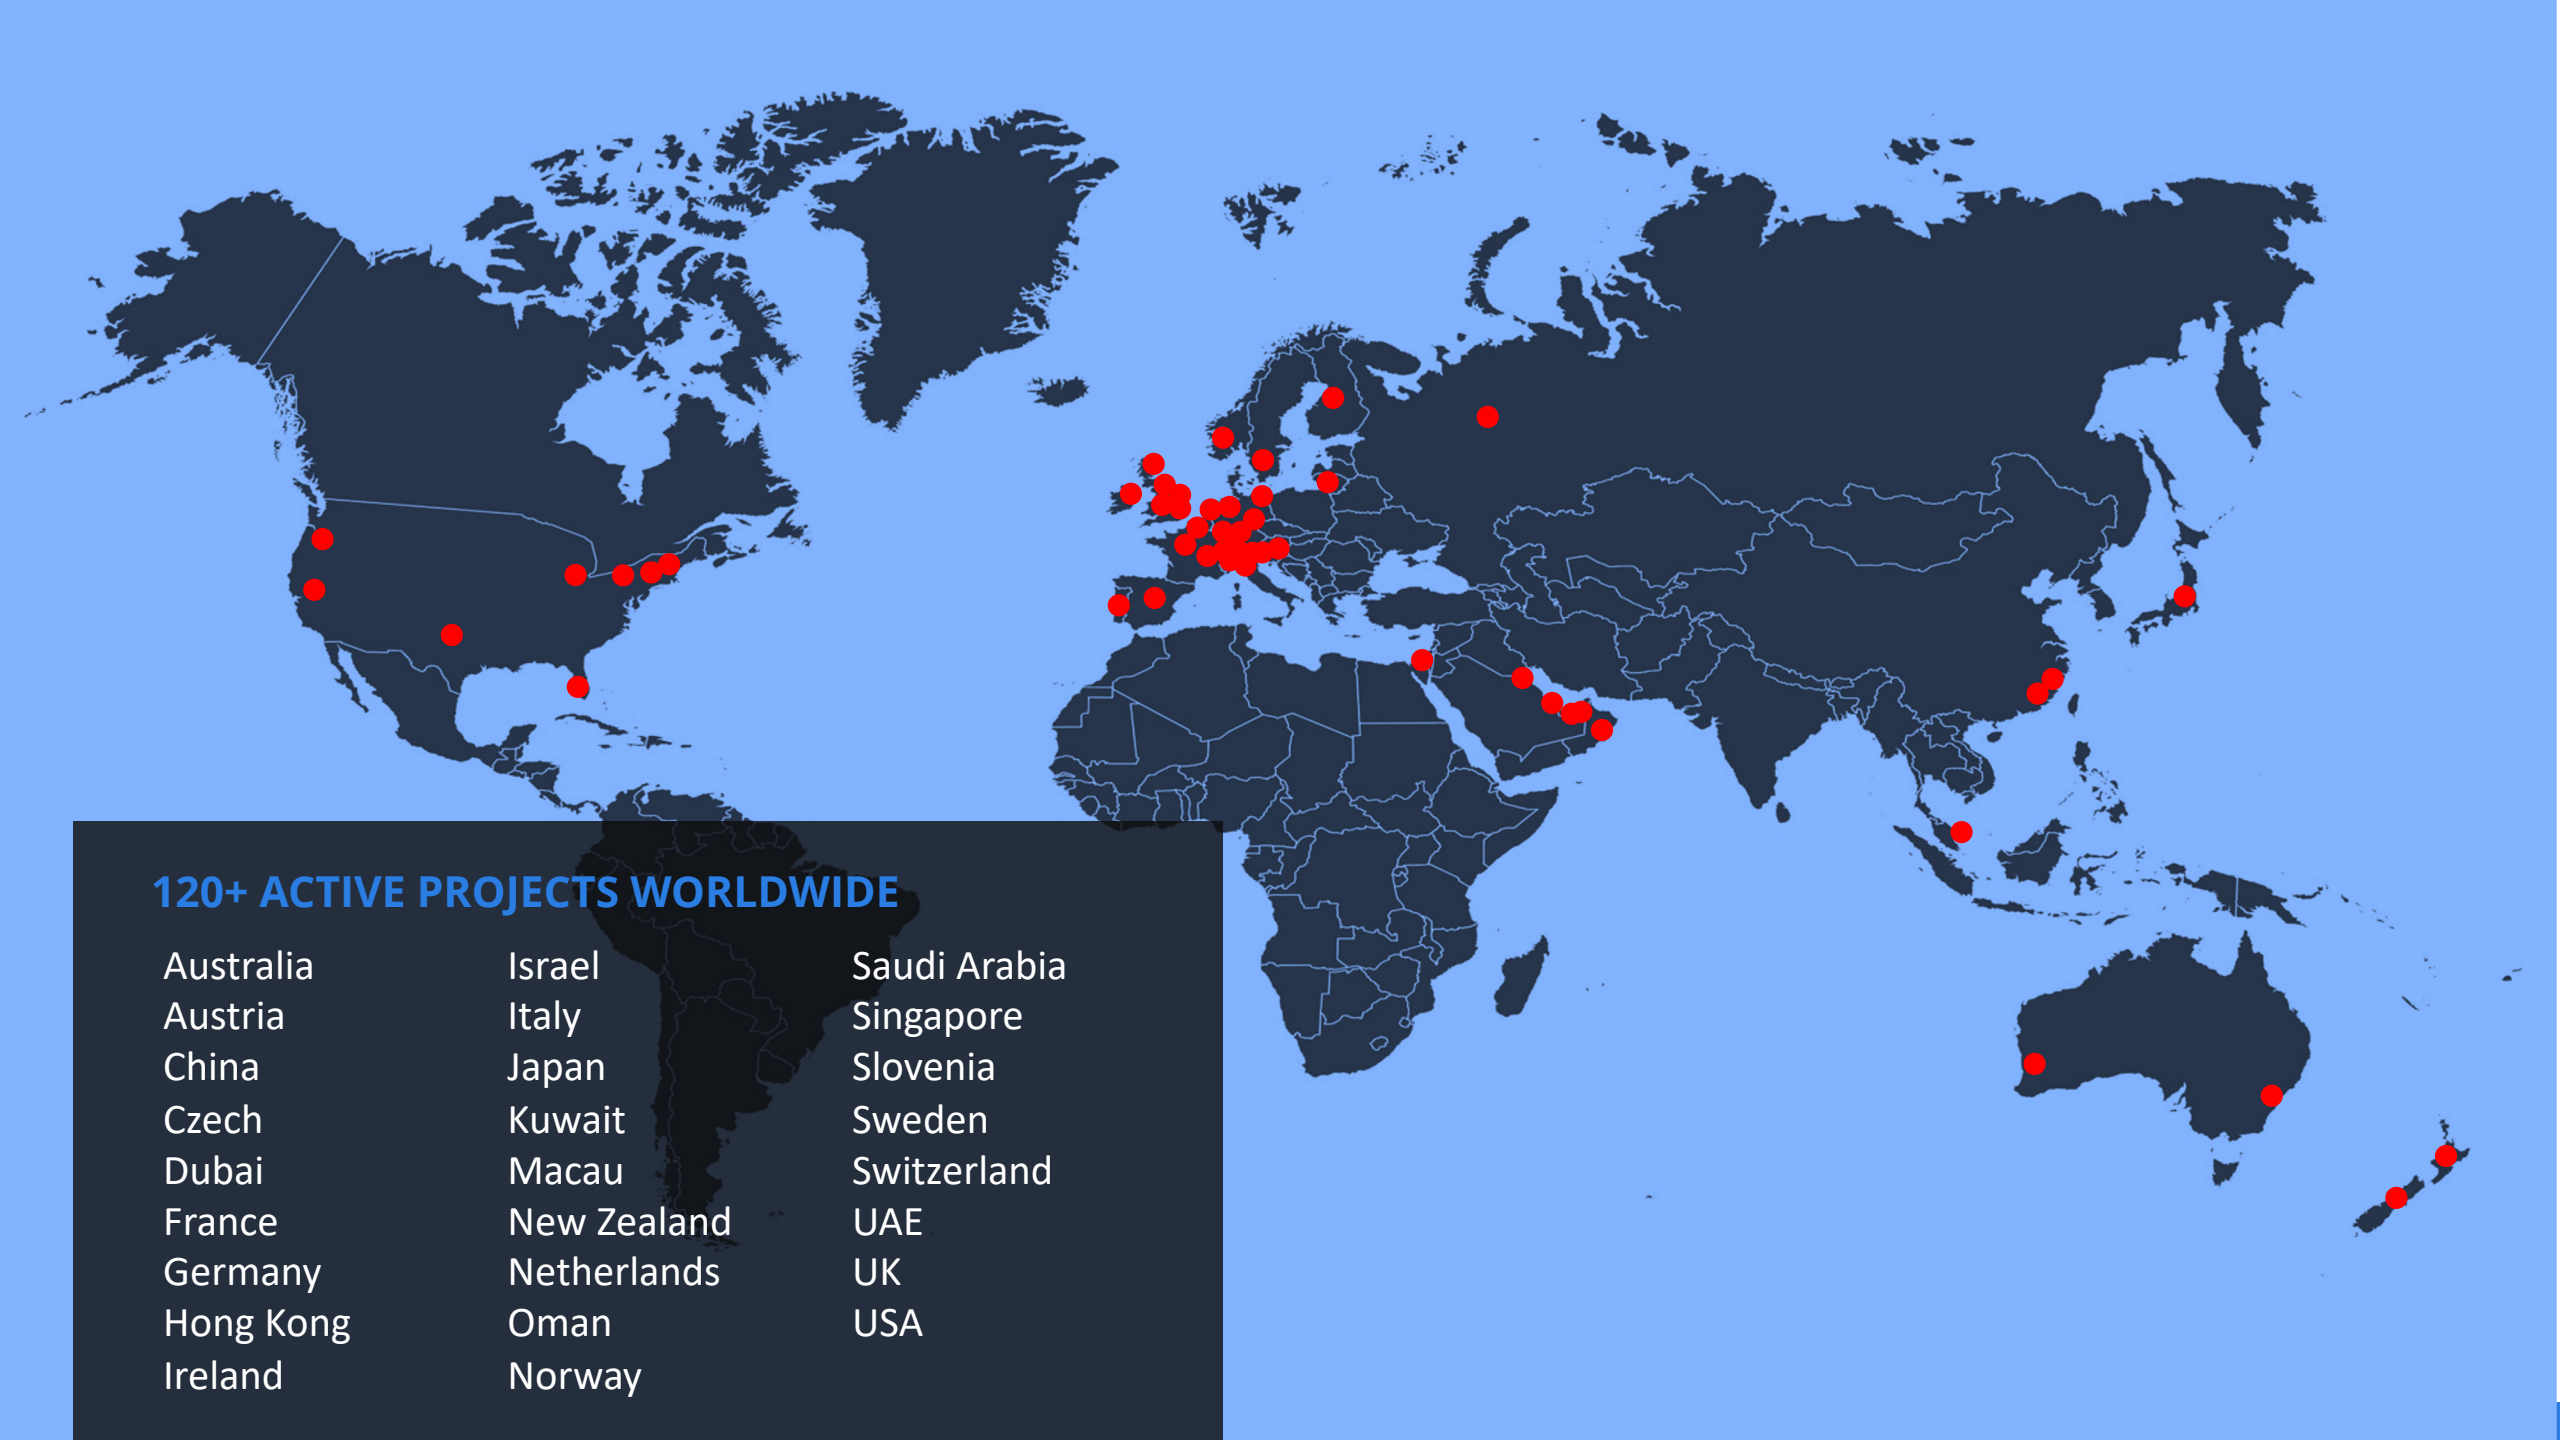 120+ ACTIVE PROJECTS WORLDWIDE
Australia
Austria
China
Czech
Dubai
France
Germany
Hong Kong
Ireland
Israel
Italy
Japan
Kuwait
Macau
New Zealand
Netherlands
Oman
Norway
Saudi Arabia
Singapore
Slovenia
Sweden
Switzerland
UAE
UK
USA